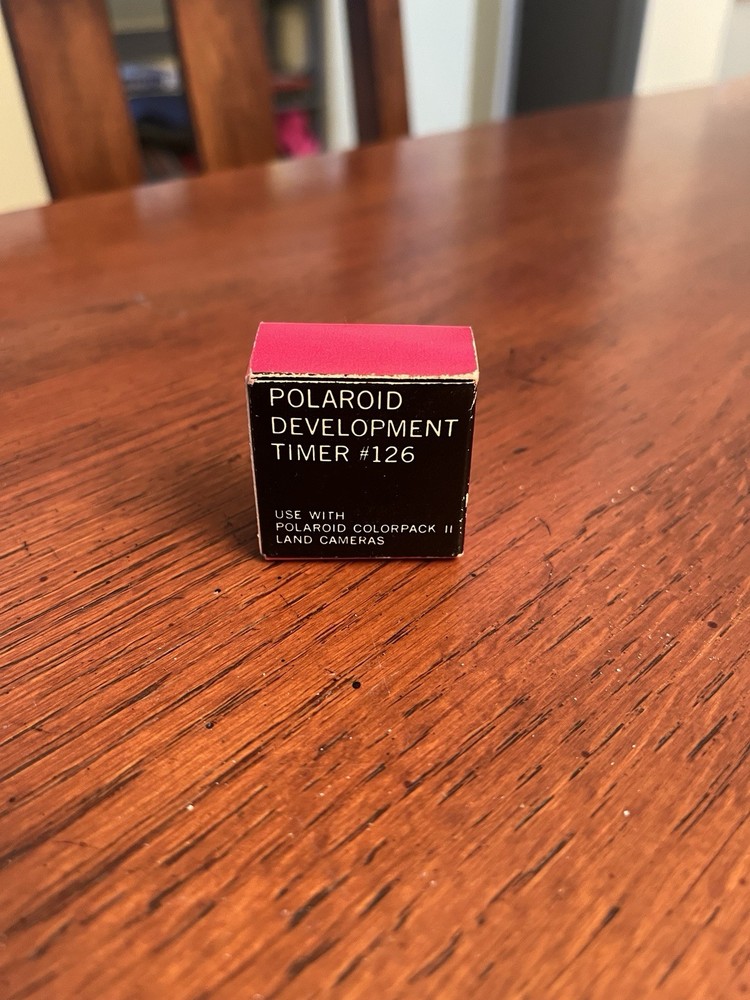 POLAROID
DEVELOPMENT
TIMER #126
USE WITH
POLAROID COLORPACK II
LAND CAMERAS